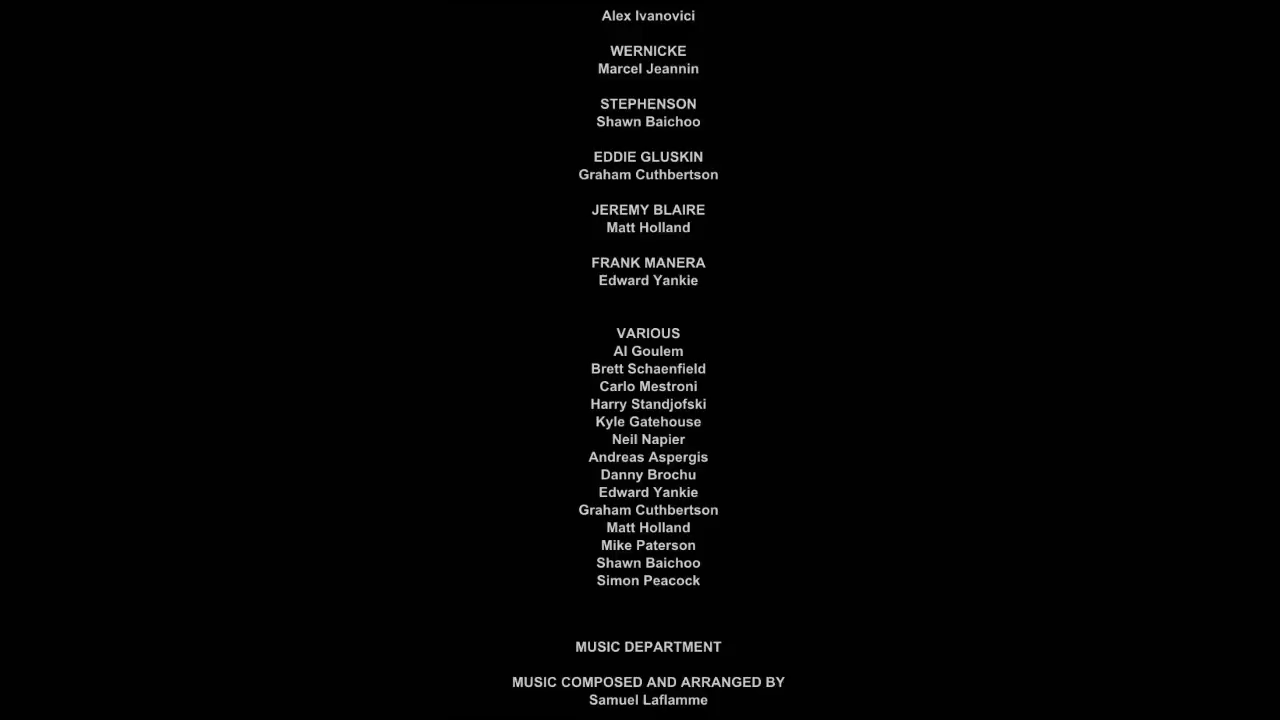 Alex Ivanovici
WERNICKE
Marcel Jeannin
STEPHENSON
Shawn Baichoo
EDDIE GLUSKIN
Graham Cuthbertson
JEREMY BLAIRE
Matt Holland
FRANK MANERA
Edward Yankie
VARIOUS
Al Goulem
Brett Schaenfield
Carlo Mestroni
Harry Standjofski
Kyle Gatehouse
Neil Napier
Andreas Aspergis
Danny Brochu
Edward Yankie
Graham Cuthbertson
Matt Holland
Mike Paterson
Shawn Baichoo
Simon Peacock
MUSIC DEPARTMENT
MUSIC COMPOSED AND ARRANGED BY
Samuel Laflamme